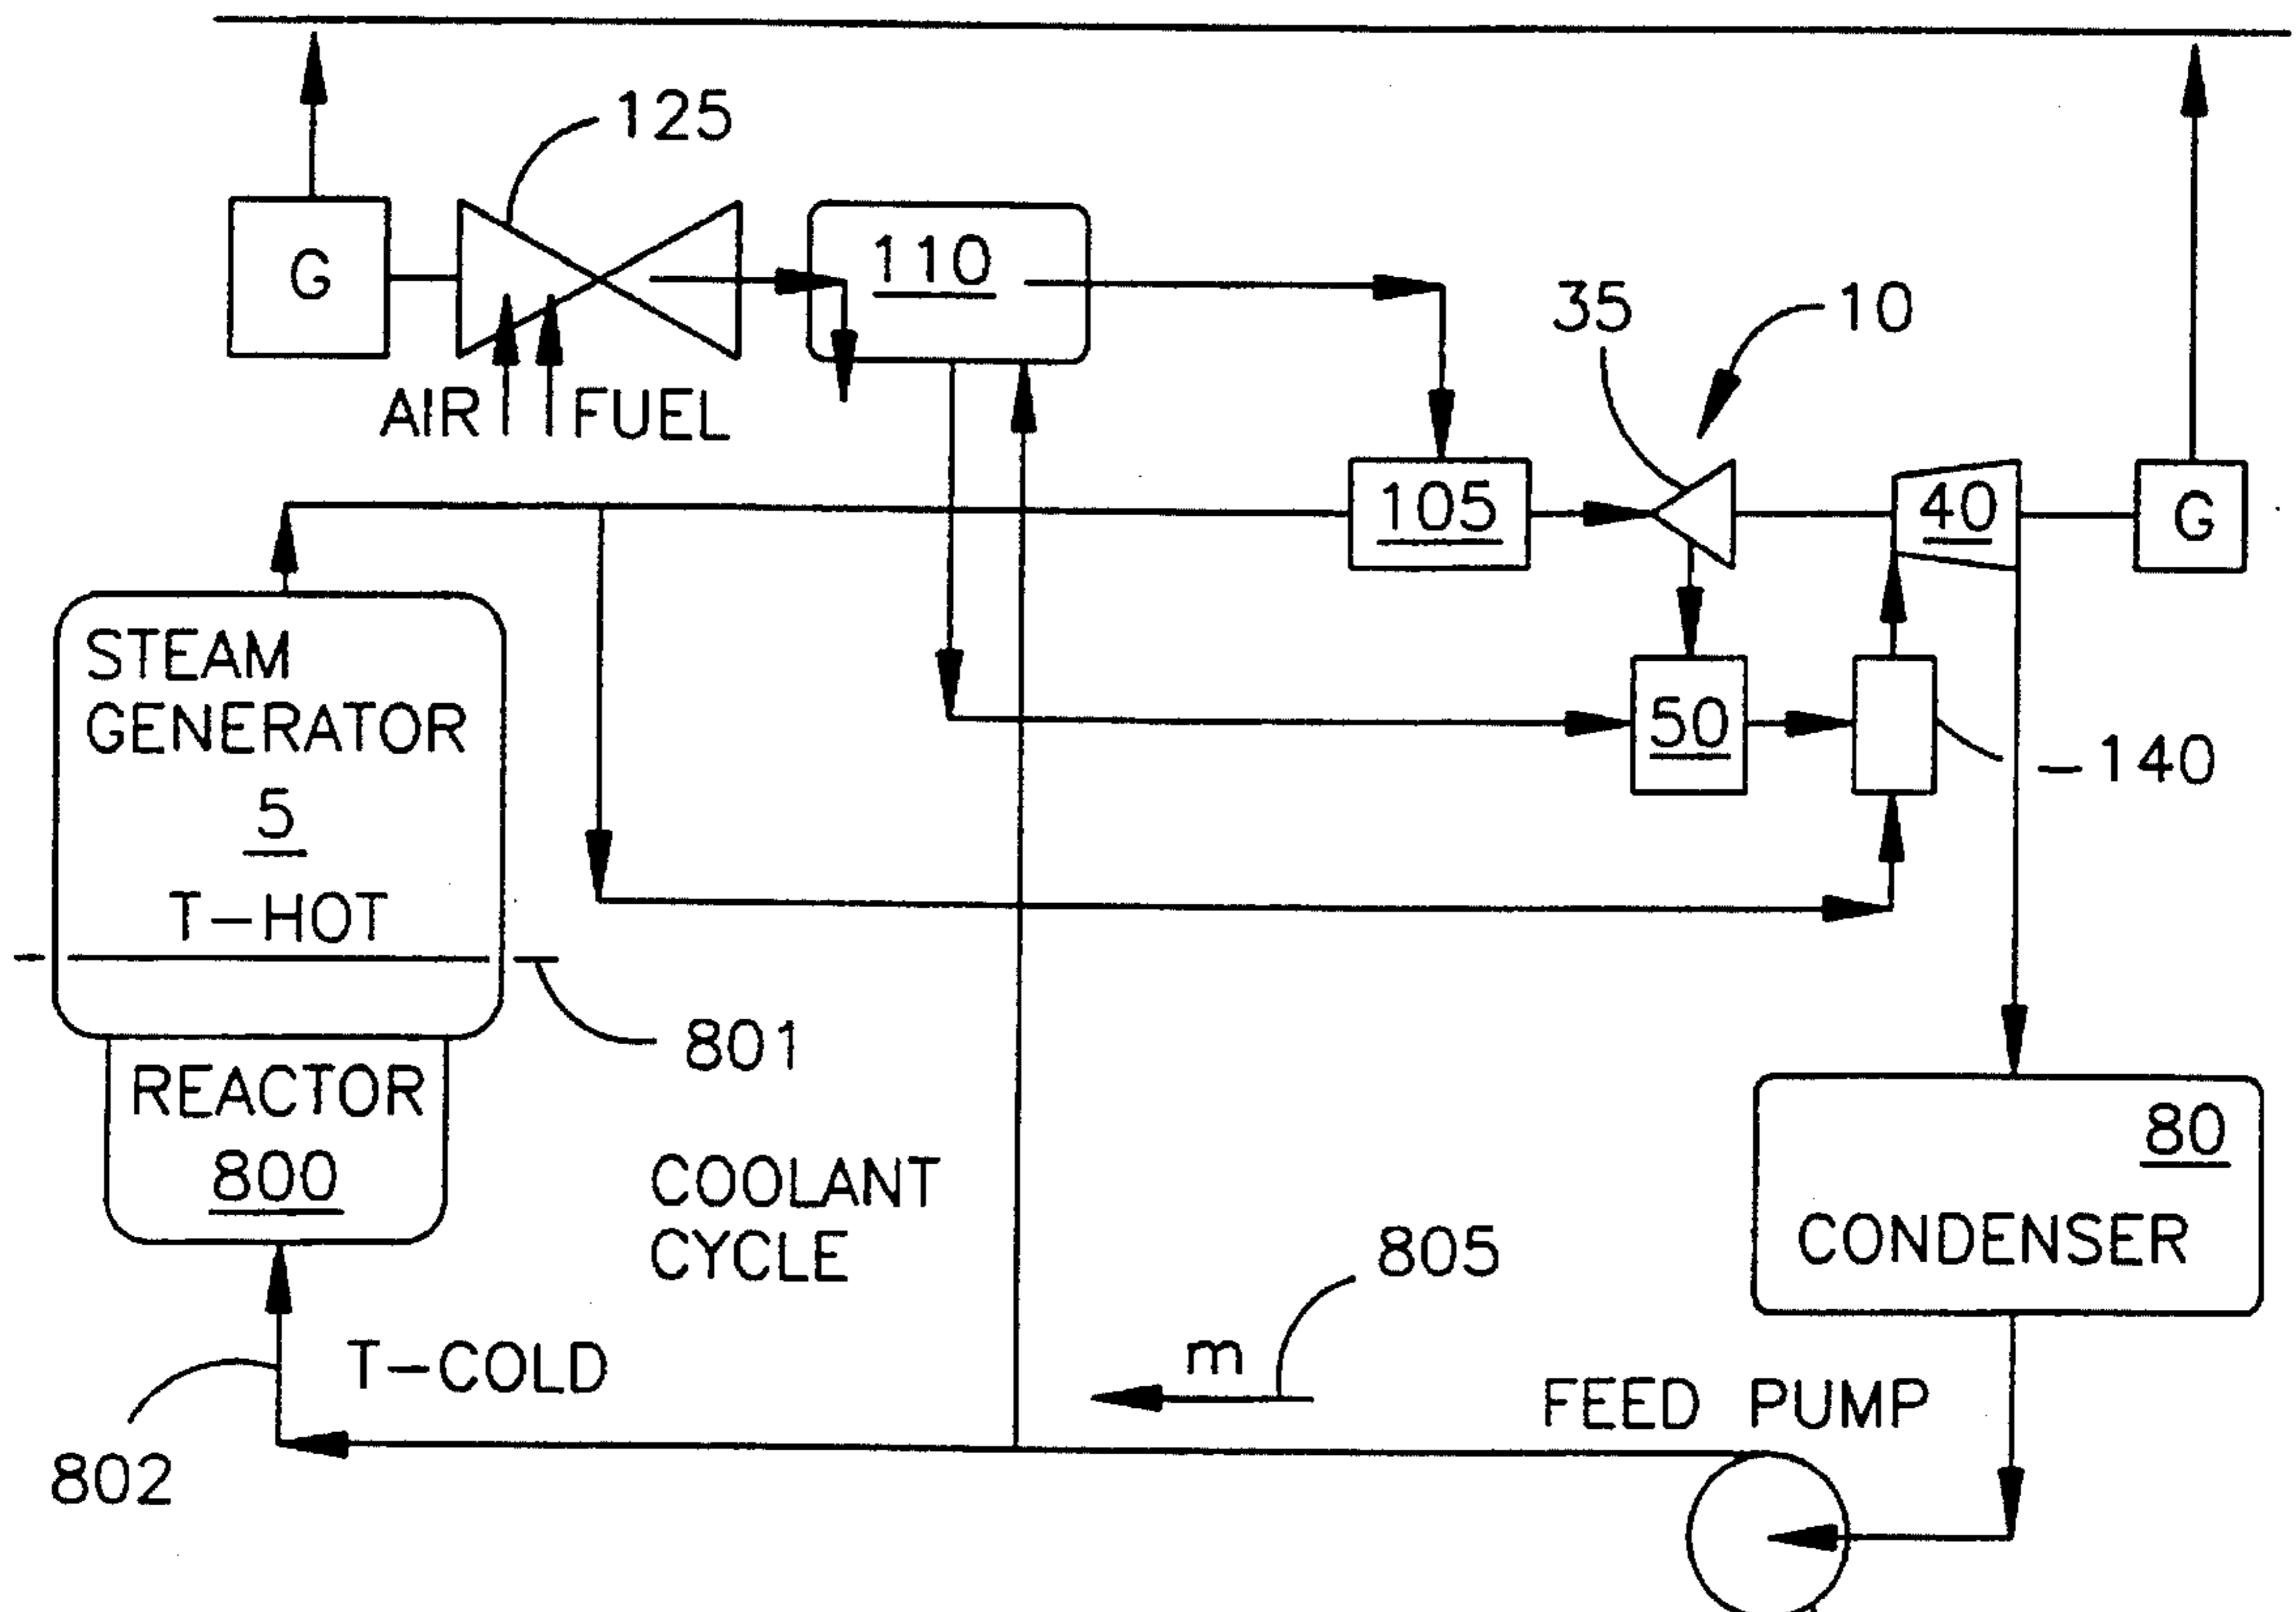 125
G
110
35
10
AIR
FUEL
105
40
G
STEAM
GENERATOR
5
50
140
T-HOT
801
REACTOR
800
80
CONDENSER
COOLANT
CYCLE
805
m
T-COLD
FEED PUMP
802